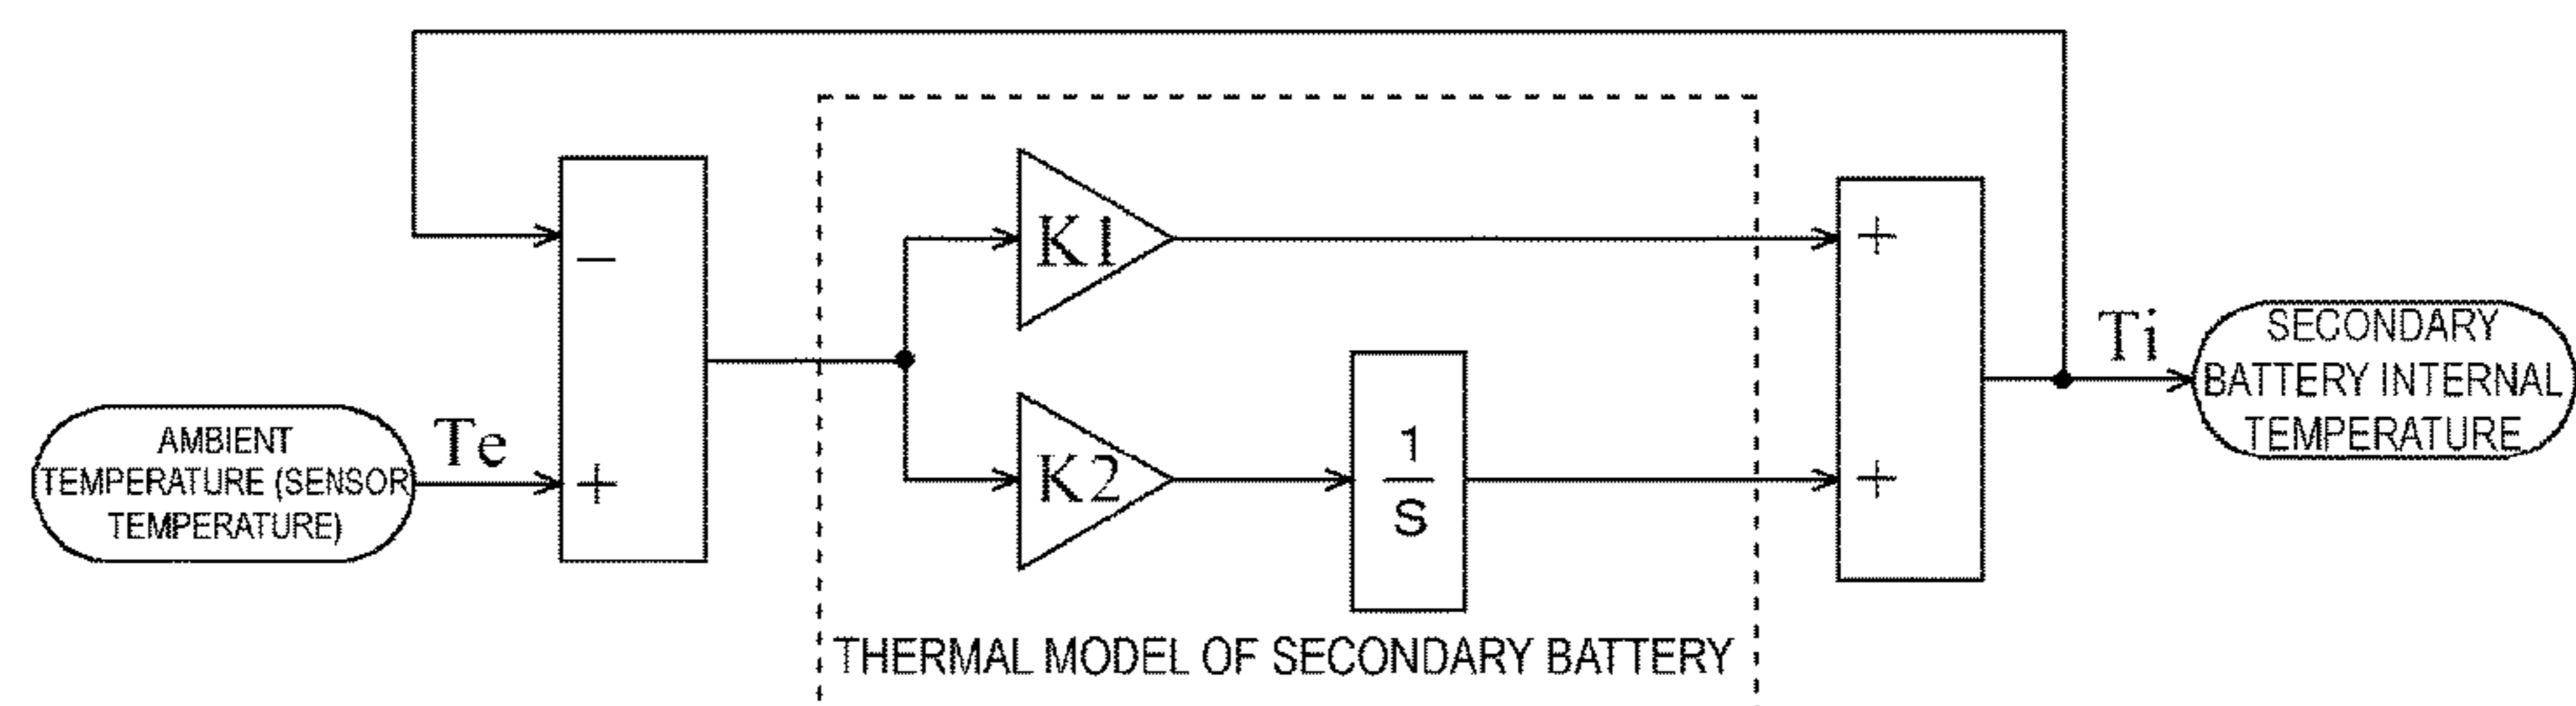 −
+
AMBIENT
TEMPERATURE (SENSOR
TEMPERATURE)
Te
K1
K2
1
s
THERMAL MODEL OF SECONDARY BATTERY
+
+
Ti
SECONDARY
BATTERY INTERNAL
TEMPERATURE